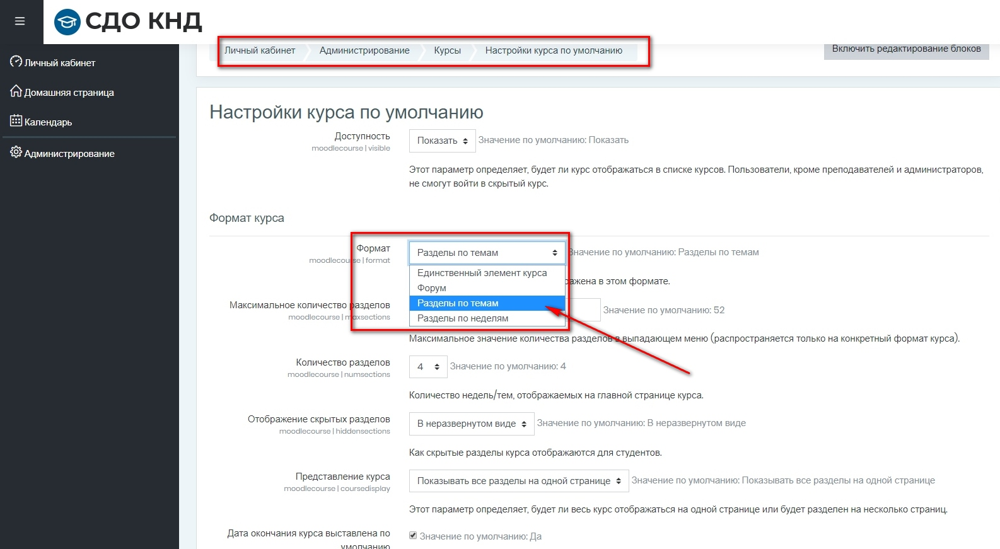 СДО КНД
Личный кабинет
Домашняя страница
Календарь
Администрирование
Личный кабинет Администрирование Курсы Настройки курса по умолчанию
Включить редактирование блоков
Настройки курса по умолчанию
Доступность
moodlecourse | visible
Показать Значение по умолчанию: Показать
Этот параметр определяет, будет ли курс отображаться в списке курсов. Пользователи, кроме преподавателей и администраторов,
не смогут войти в скрытый курс.
Формат курса
Формат
moodlecourse | format
Разделы по темам Значение по умолчанию: Разделы по темам
Единственный элемент курса
Форум
Разделы по темам
Разделы по неделям
в этом формате.
Максимальное количество разделов
moodlecourse | maxsections
Значение по умолчанию: 52
Максимальное значение количества разделов в выпадающем меню (распространяется только на конкретный формат курса).
Количество разделов
moodlecourse | numsections
4 Значение по умолчанию: 4
Количество недель/тем, отображаемых на главной странице курса.
Отображение скрытых разделов
moodlecourse | hiddensections
В неразвернутом виде Значение по умолчанию: В неразвернутом виде
Как скрытые разделы курса отображаются для студентов.
Представление курса
moodlecourse | coursedisplay
Показывать все разделы на одной странице Значение по умолчанию: Показывать все разделы на одной странице
Этот параметр определяет, будет ли весь курс отображаться на одной странице или будет разделен на несколько страниц.
Дата окончания курса выставлена по
умолчанию
Значение по умолчанию: Да